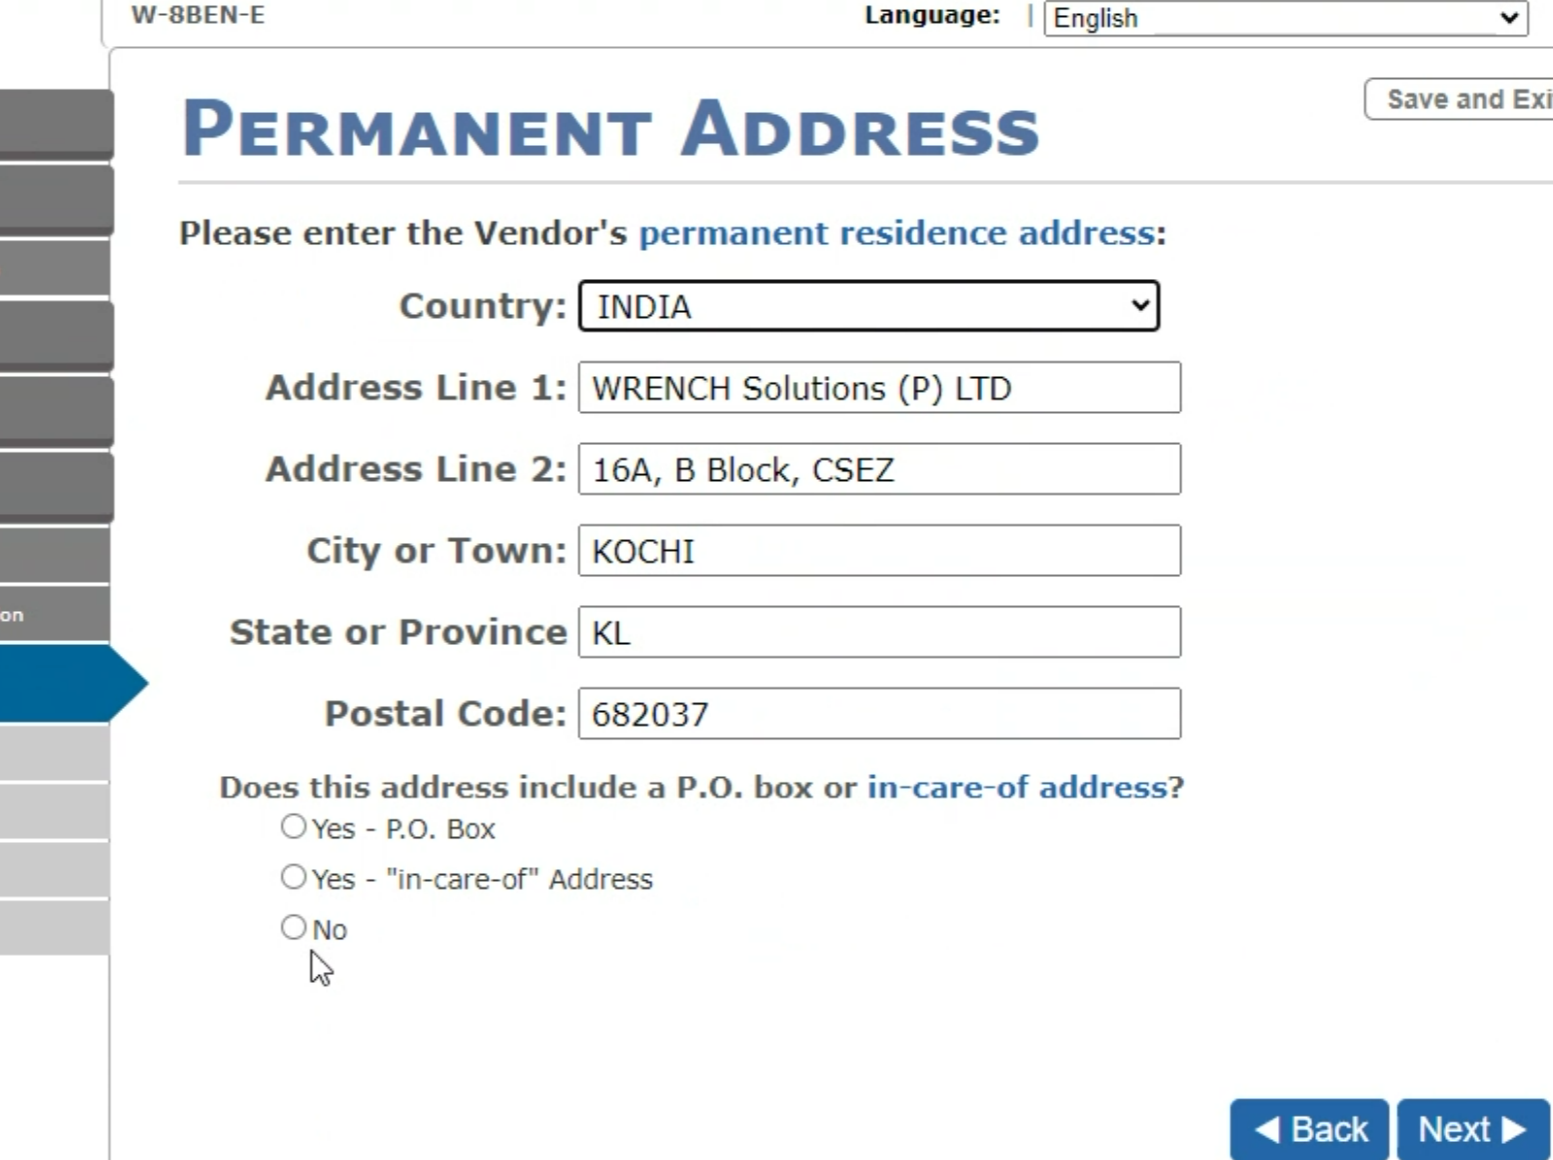 W-8BEN-E
Language: | English
PERMANENT ADDRESS
Save and Exi
Please enter the Vendor's permanent residence address:
Country: INDIA
Address Line 1: WRENCH Solutions (P) LTD
Address Line 2: 16A, B Block, CSEZ
City or Town: KOCHI
on
State or Province KL
Postal Code: 682037
Does this address include a P.O. box or in-care-of address?
Yes - P.O. Box
Yes - "in-care-of" Address
No
Back Next